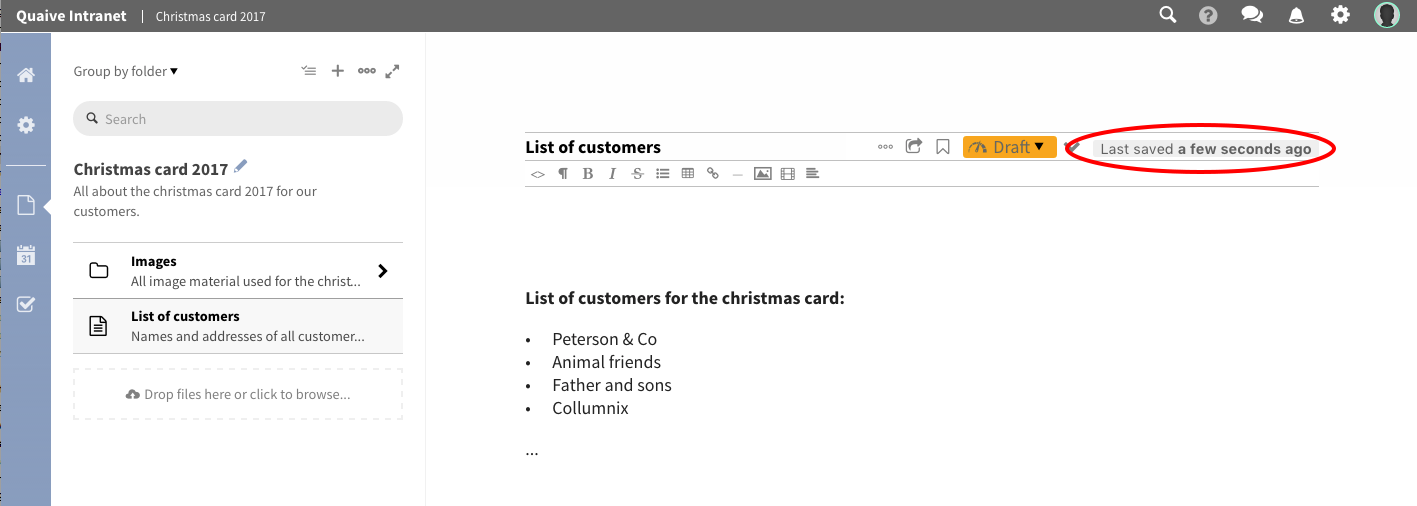 Quaive Intranet | Christmas card 2017
Group by folder
Search
Christmas card 2017
All about the christmas card 2017 for our
customers.
31
Images
All image material used for the christ...
List of customers
Names and addresses of all customer...
Drop files here or click to browse...
List of customers
Draft
Last saved a few seconds ago
<> ¶ B I S
List of customers for the christmas card:
• Peterson & Co
• Animal friends
• Father and sons
• Collumnix
...